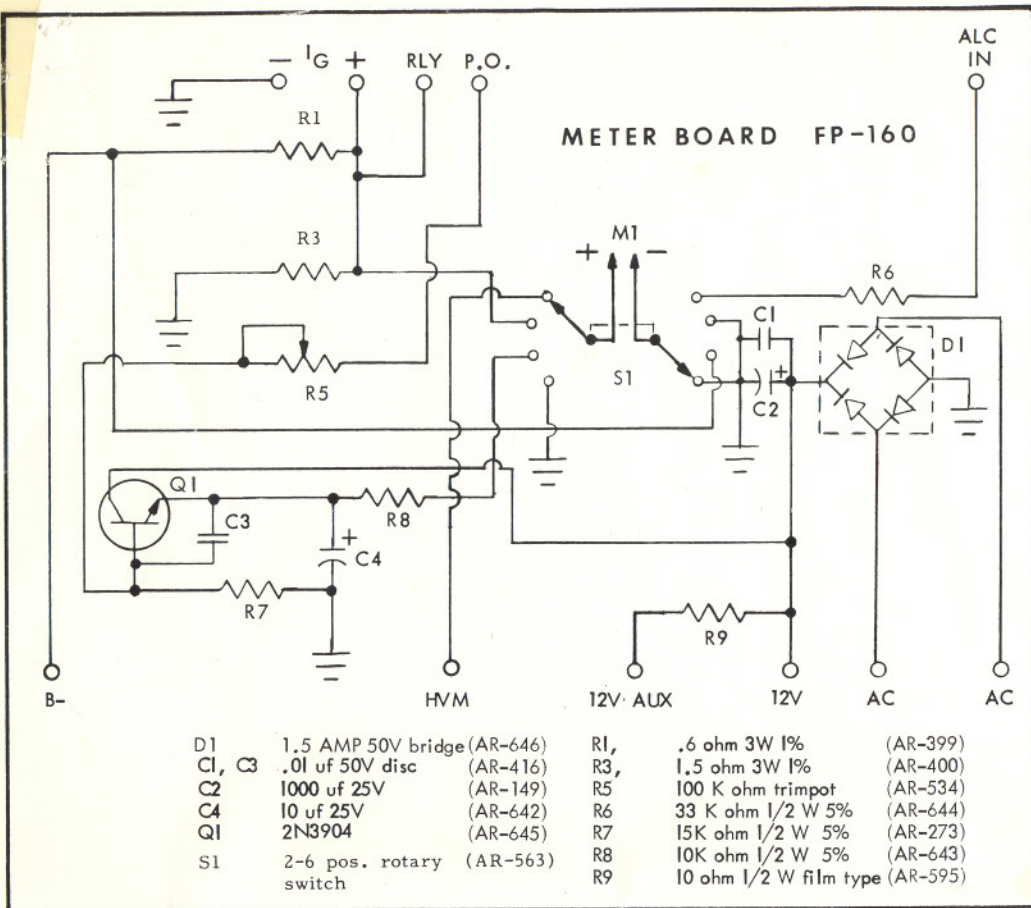 ALC
IN
− IG + RLY P.O.
R1
METER BOARD FP-160
R3
+ M1 −
R6
C1
D1
R5
S1
C2
+
Q1
C3
R8
+
C4
R7
R9
B-
HVM
12V AUX
12V
AC
AC
D1 1.5 AMP 50V bridge (AR-646)
C1, C3 .01 uf 50V disc (AR-416)
C2 1000 uf 25V (AR-149)
C4 10 uf 25V (AR-642)
Q1 2N3904 (AR-645)
S1 2-6 pos. rotary (AR-563)
switch
R1, .6 ohm 3W 1% (AR-399)
R3, 1.5 ohm 3W 1% (AR-400)
R5 100 K ohm trimpot (AR-534)
R6 33 K ohm 1/2 W 5% (AR-644)
R7 15K ohm 1/2 W 5% (AR-273)
R8 10K ohm 1/2 W 5% (AR-643)
R9 10 ohm 1/2 W film type (AR-595)